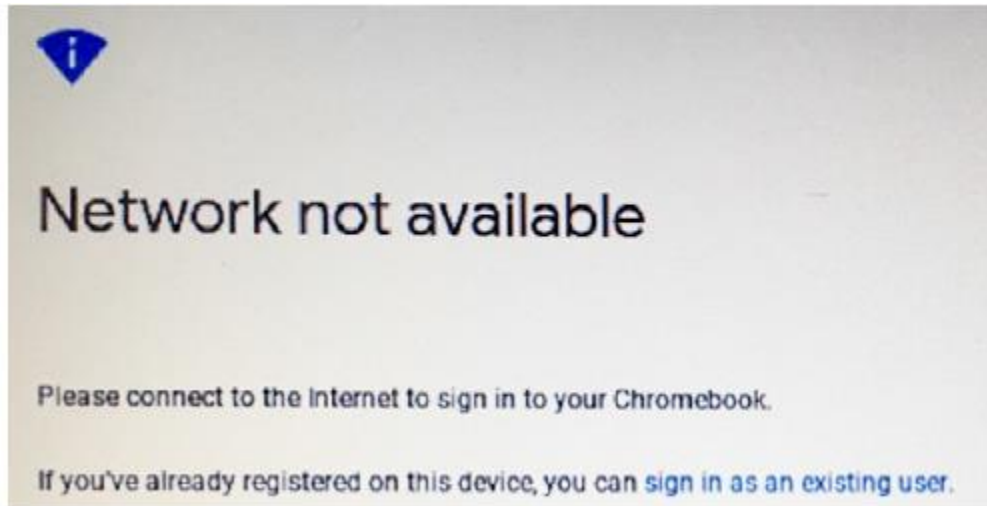 Network not available
Please connect to the Internet to sign in to your Chromebook.
If you've already registered on this device, you can sign in as an existing user.